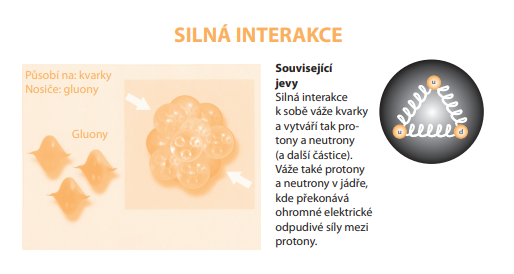 SILNÁ INTERAKCE
Působí na: kvarky
Nosiče: gluony
Gluony
Související
jevy
Silná interakce
k sobě váže kvarky
a vytváří tak pro-
tony a neutrony
(a další částice).
Váže také protony
a neutrony v jádře,
kde překonává
ohromné elektrické
odpudivé síly mezi
protony.
u
u
d